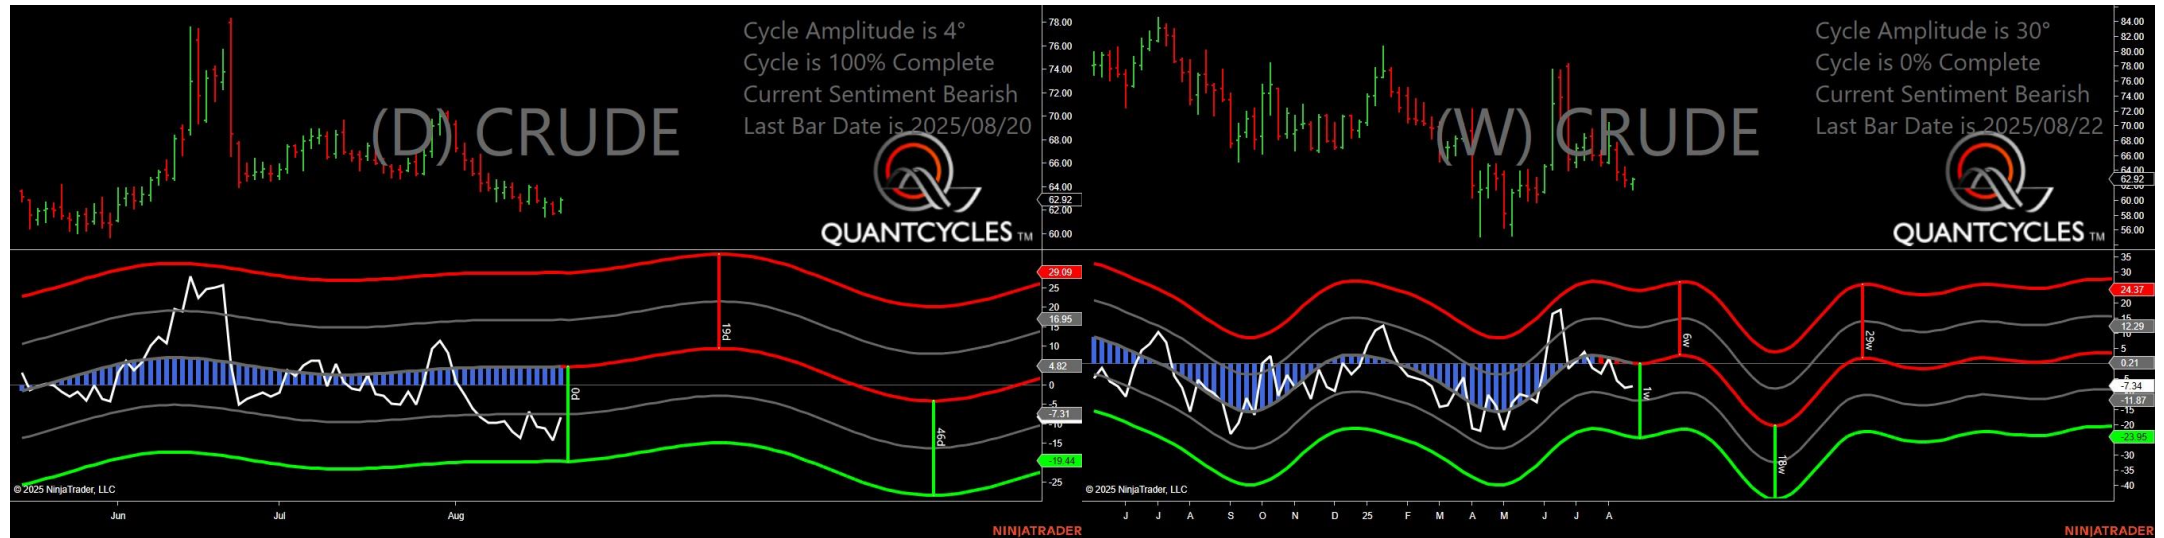 Cycle Amplitude is 4°
Cycle is 100% Complete
Current Sentiment Bearish
Last Bar Date is 2025/08/20
(D) CRUDE
QUANTCYCLES TM
78.00
76.00
74.00
72.00
70.00
68.00
66.00
64.00
62.92
62.00
60.00
29.09
25
20
16.95
15
10
4.82
0
-5
-7.31
-10
-15
-19.44
-25
0d
19d
46d
© 2025 NinjaTrader, LLC
Jun Jul Aug
NINJATRADER
Cycle Amplitude is 30°
Cycle is 0% Complete
Current Sentiment Bearish
Last Bar Date is 2025/08/22
(W) CRUDE
QUANTCYCLES TM
84.00
82.00
80.00
78.00
76.00
74.00
72.00
70.00
68.00
66.00
64.00
62.92
62.00
60.00
58.00
56.00
35
30
24.37
20
15
12.29
5
0.21
-5
-7.34
-11.87
-15
-20
-23.95
-30
-35
-40
1w
6w
18w
29w
© 2025 NinjaTrader, LLC
J J A S O N D 25 F M A M J J A
NINJATRADER